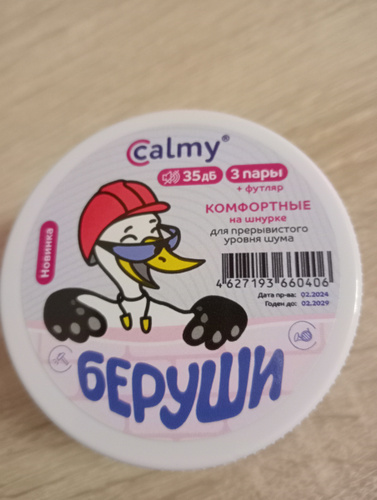 Calmy®
35дБ
3 пары
+ футляр
КОМФОРТНЫЕ
на шнурке
для прерывистого
уровня шума
Новинка
4 627193 660406
Дата пр-ва: 02.2024
Годен до: 02.2029
БЕРУШИ